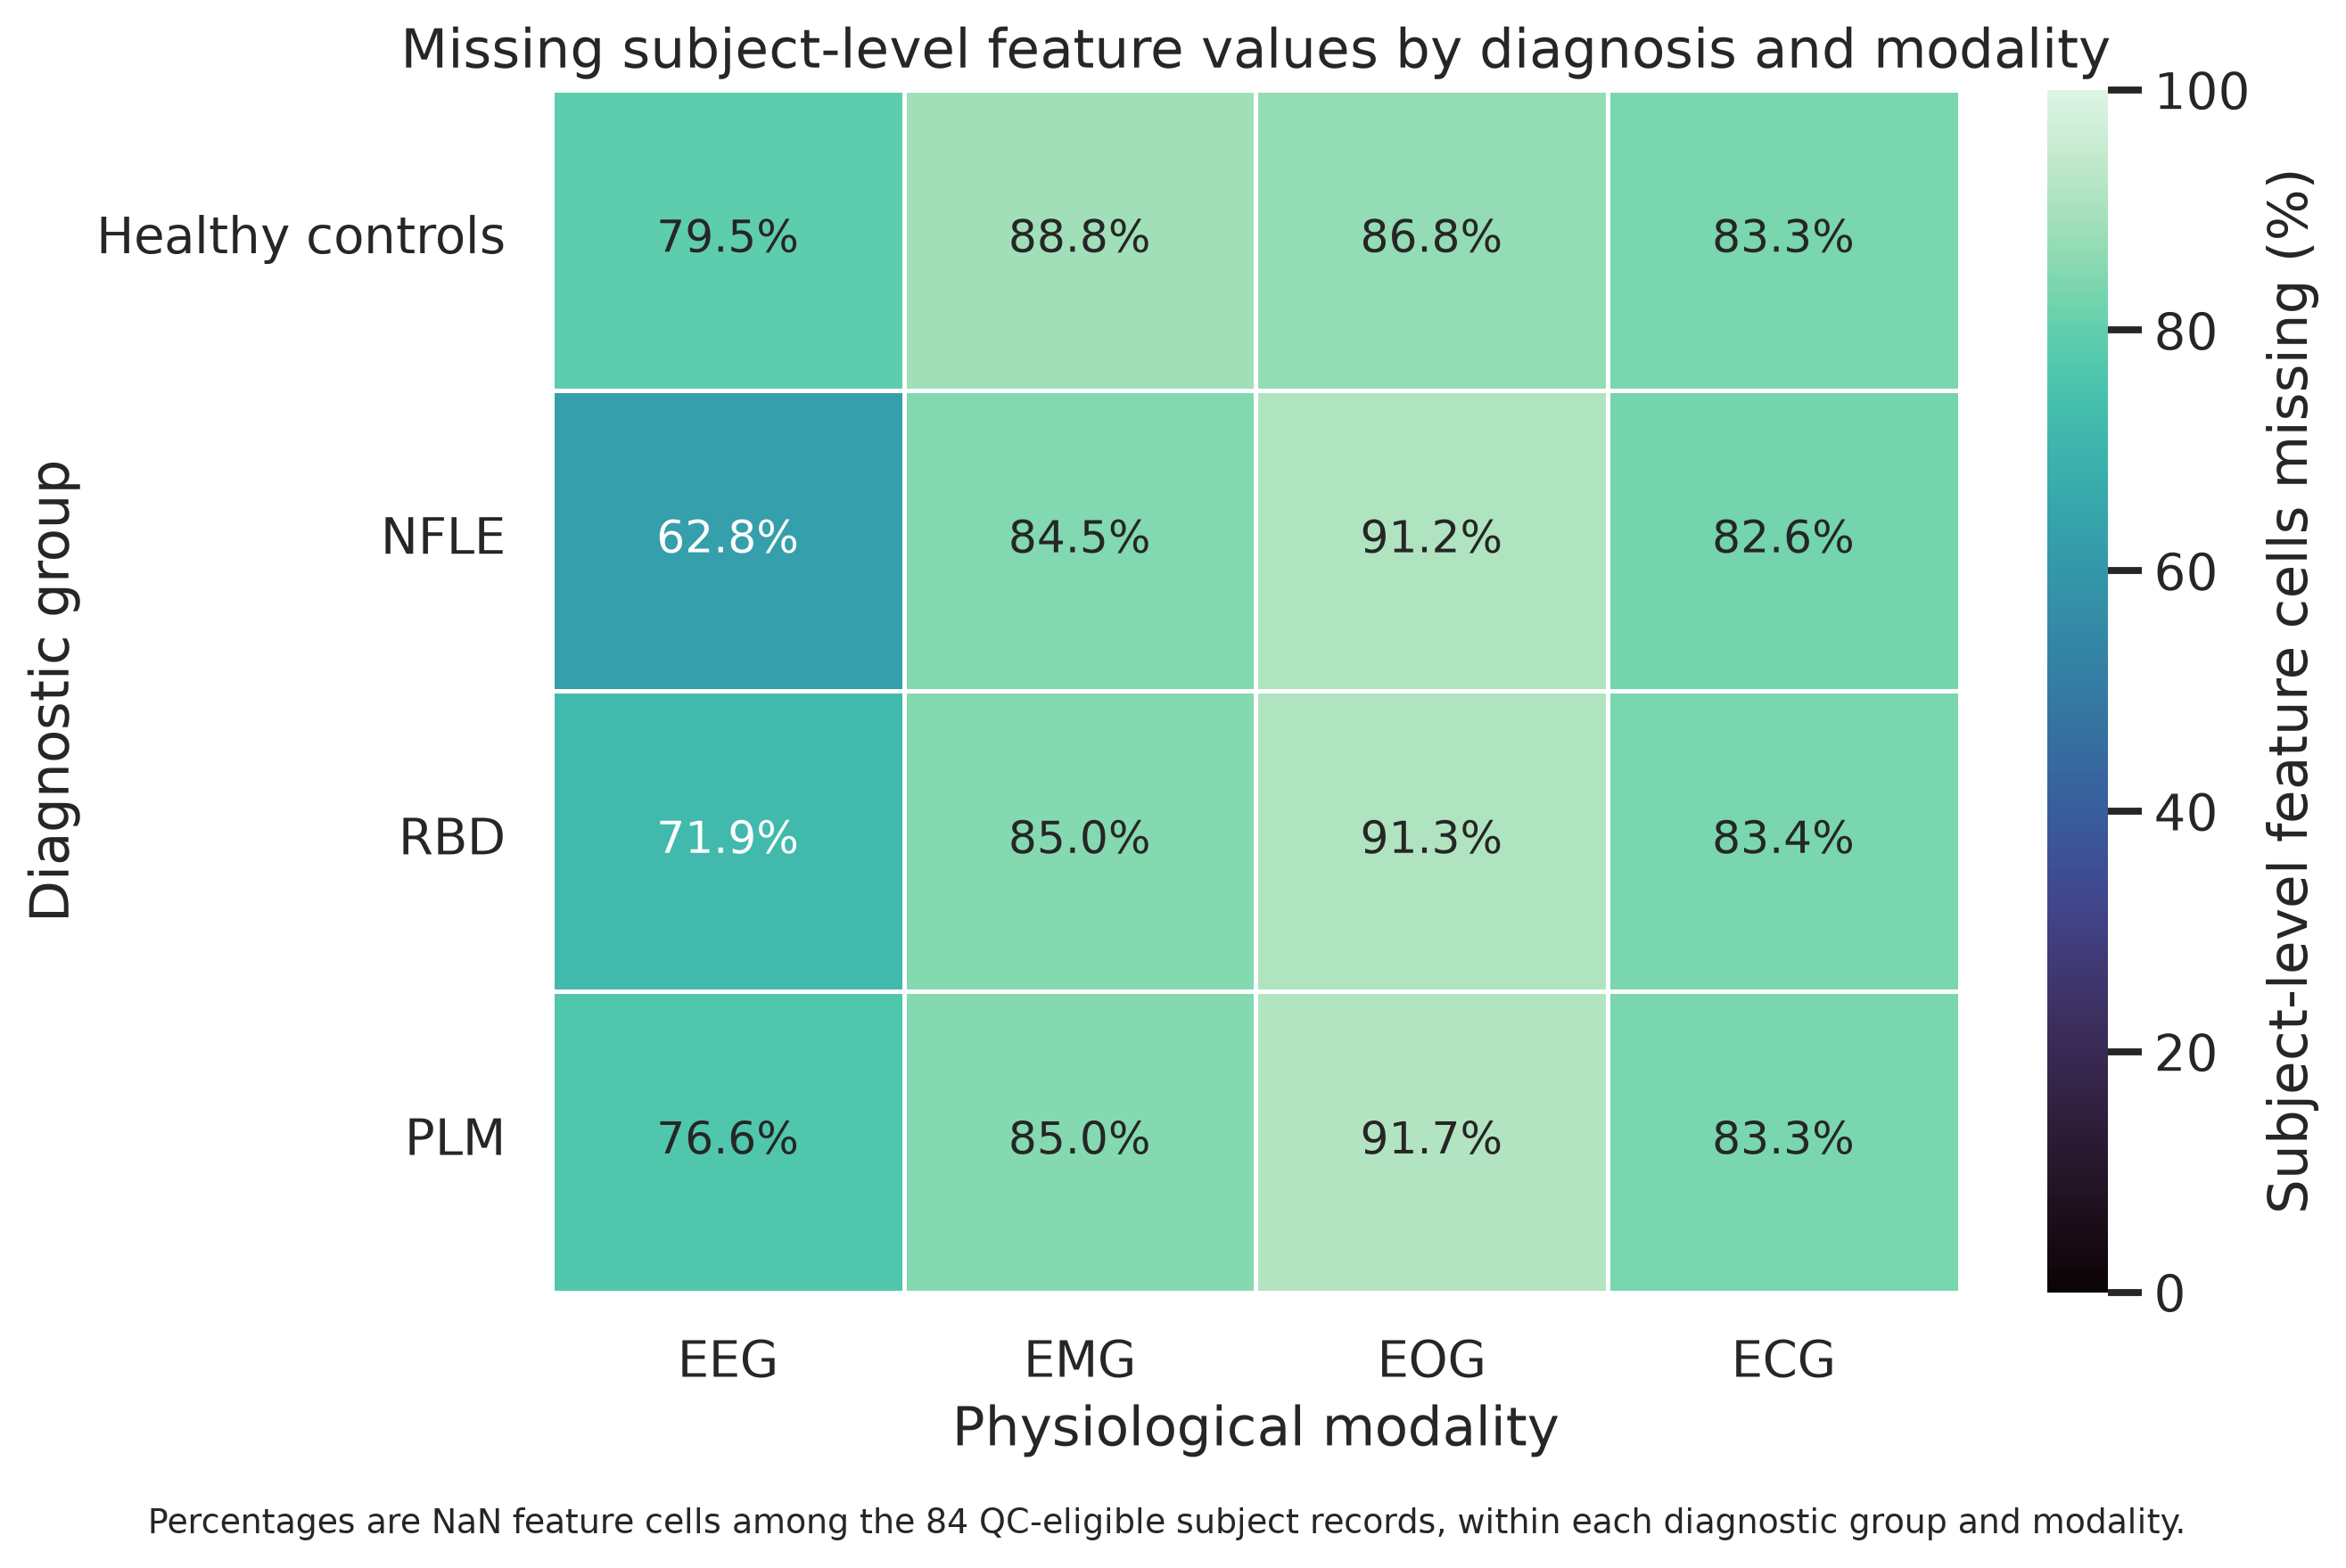 Missing subject-level feature values by diagnosis and modality
Diagnostic group
Healthy controls
79.5% 88.8% 86.8% 83.3%
NFLE
62.8% 84.5% 91.2% 82.6%
RBD
71.9% 85.0% 91.3% 83.4%
PLM
76.6% 85.0% 91.7% 83.3%
EEG EMG EOG ECG
Physiological modality
100
80
60
40
20
0
Subject-level feature cells missing (%)
Percentages are NaN feature cells among the 84 QC-eligible subject records, within each diagnostic group and modality.